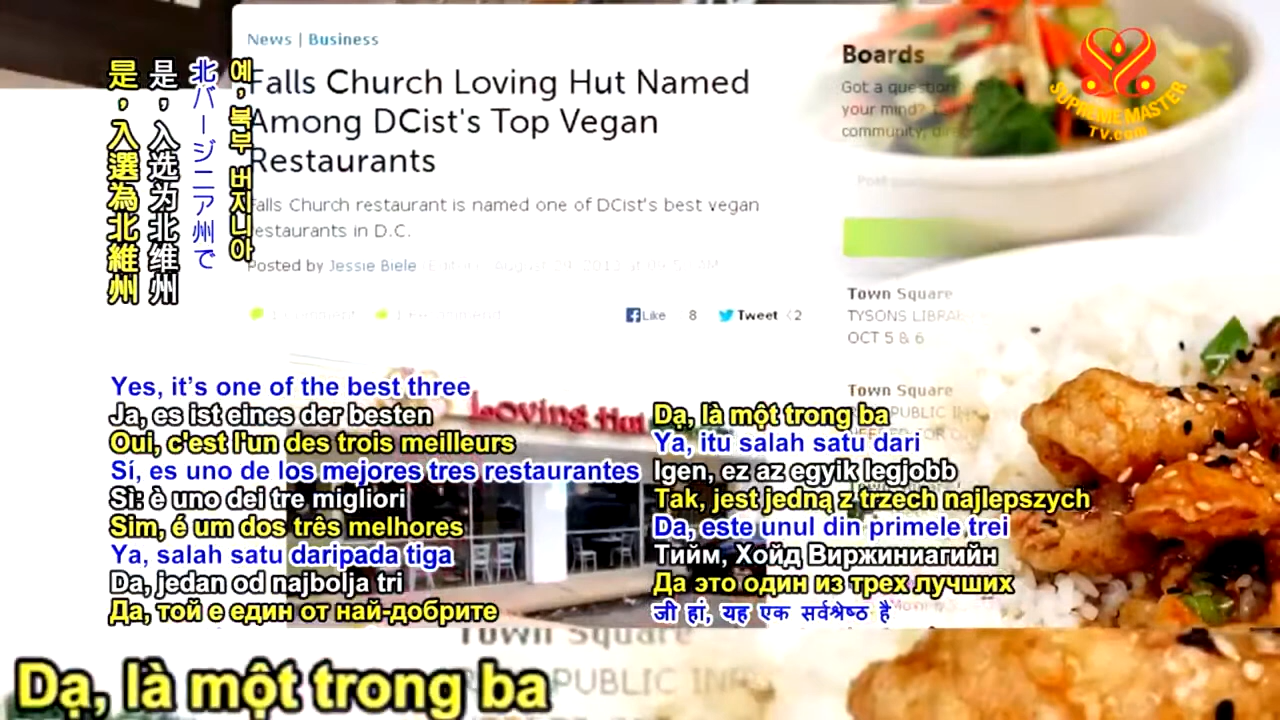 News | Business
Falls Church Loving Hut Named
Among DCist's Top Vegan
Restaurants
Falls Church restaurant is named one of DCist's best vegan
restaurants in D.C.
Posted by Jessie Biele
Like 8 Tweet 2
Boards
Got a question
your mind?
community,
Post
Town Square
TYSONS LIBRA
OCT 5 & 6
Town Square
PUBLIC IN
SUPREME MASTER
TV.com
예, 북부 버지니아
北バージニア州で
是，入选为北维州
是，入選為北維州
Loving Hut
Yes, it’s one of the best three
Ja, es ist eines der besten
Oui, c'est l'un des trois meilleurs
Sí, es uno de los mejores tres restaurantes
Sì: è uno dei tre migliori
Sim, é um dos três melhores
Ya, salah satu daripada tiga
Da, jedan od najbolja tri
Да, той е един от най-добрите
Dạ, là một trong ba
Ya, itu salah satu dari
Igen, ez az egyik legjobb
Tak, jest jedną z trzech najlepszych
Da, este unul din primele trei
Тийм, Хойд Виржиниагийн
Да это один из трех лучших
जी हां, यह एक सर्वश्रेष्ठ है
Town Square
PUBLIC IN
Dạ, là một trong ba